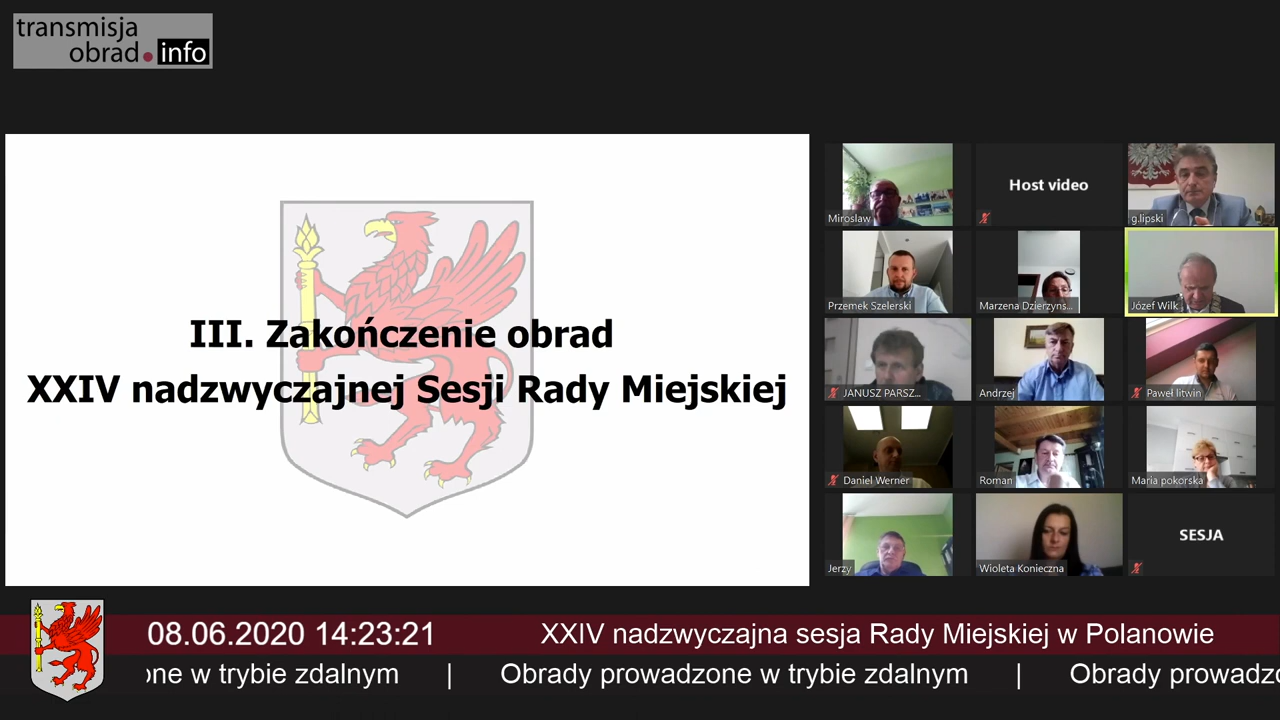 transmisja
obrad.info
III. Zakończenie obrad
XXIV nadzwyczajnej Sesji Rady Miejskiej
Miroslaw
Host video
g.lipski
Przemek Szelerski
Marzena Dzierzyns...
Józef Wilk
JANUSZ PARSZ...
Andrzej
Paweł litwin
Daniel Werner
Roman
Maria pokorska
Jerzy
Wioleta Konieczna
SESJA
08.06.2020 14:23:21
XXIV nadzwyczajna sesja Rady Miejskiej w Polanowie
one w trybie zdalnym | Obrady prowadzone w trybie zdalnym | Obrady prowadzo